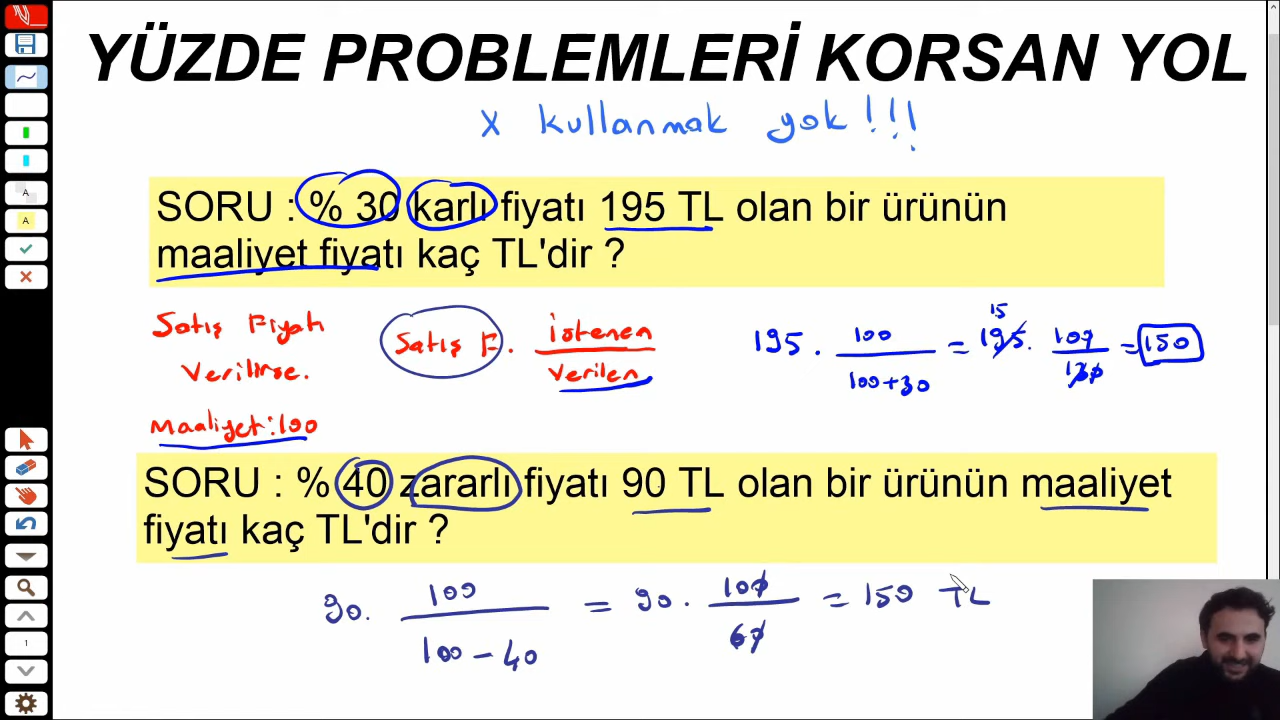 YÜZDE PROBLEMLERİ KORSAN YOL
x kullanmak yok!!!
SORU : % 30 karlı fiyatı 195 TL olan bir ürünün
maaliyet fiyatı kaç TL'dir ?
Satış Fiyatı
Verilirse.
Maaliyet:100
Satış F. İstenen / Verilen
195 . 100 / 100+30 = 195 . 100 / 130 = 150
15
SORU : % 40 zararlı fiyatı 90 TL olan bir ürünün maaliyet
fiyatı kaç TL'dir ?
90. 100 / 100-40 = 90 . 100 / 60 = 150 TL
A
A
1